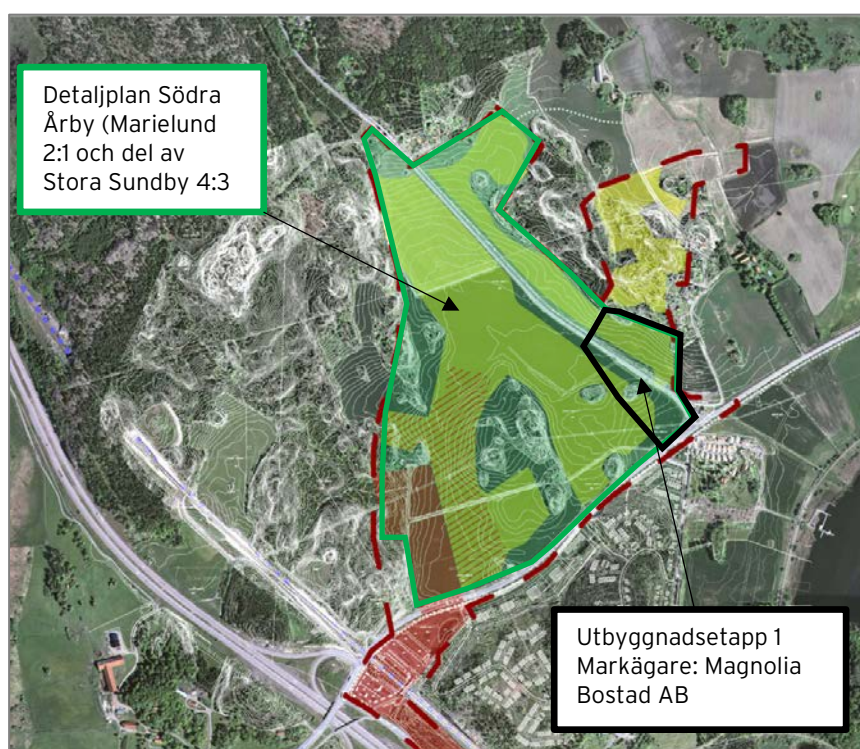 Detaljplan Södra
Årby (Marielund
2:1 och del av
Stora Sundby 4:3
Utbyggnadsetapp 1
Markägare: Magnolia
Bostad AB